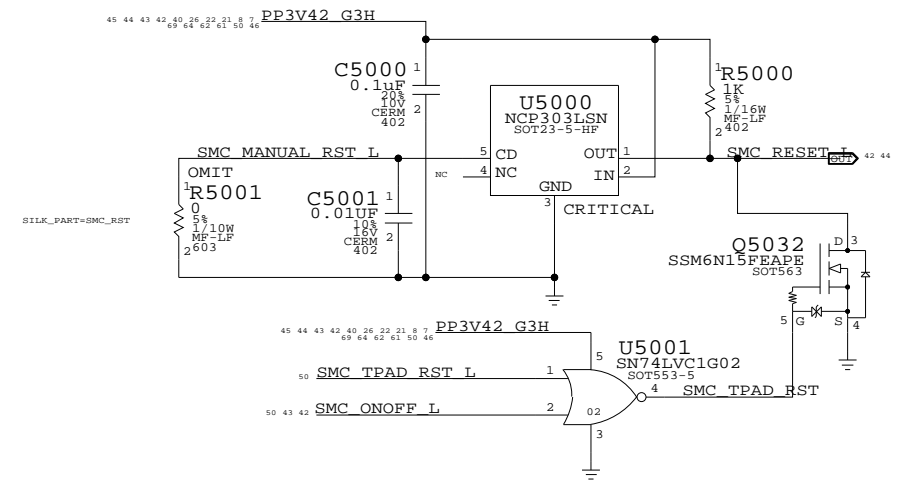 45 44 43 42 40 26 22 21 8 7 PP3V42_G3H
69 64 62 61 50 46
C5000 1
0.1uF
20%
10V
CERM 2
402
U5000
NCP303LSN
SOT23-5-HF
5 CD OUT 1
NC 4 NC IN 2
GND
3
CRITICAL
1 R5000
1K
5%
1/16W
MF-LF
2 402
SMC_MANUAL_RST_L
SMC_RESET_L OUT 42 44
OMIT
1 R5001
0
5%
1/10W
MF-LF
2 603
SILK_PART=SMC_RST
C5001 1
0.01UF
10%
16V
CERM 2
402
Q5032
SSM6N15FEAPE
SOT563
D 3
5 G S 4
45 44 43 42 40 26 22 21 8 7 PP3V42_G3H
69 64 62 61 50 46
5 U5001
SN74LVC1G02
SOT553-5
50 SMC_TPAD_RST_L 1
4 SMC_TPAD_RST
50 43 42 SMC_ONOFF_L 2
02
3